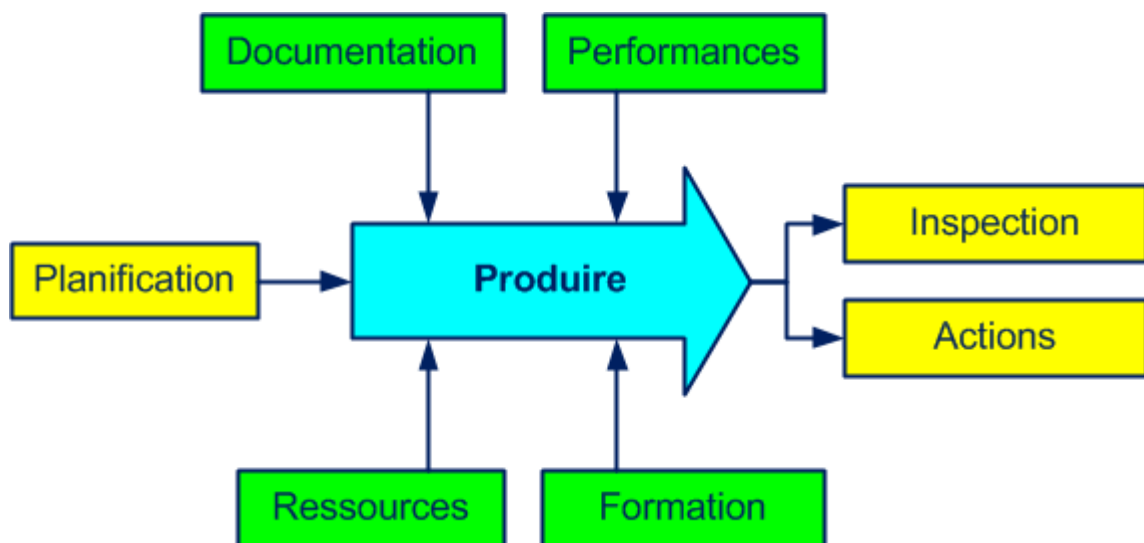 Documentation
Performances
Planification
Produire
Inspection
Actions
Ressources
Formation